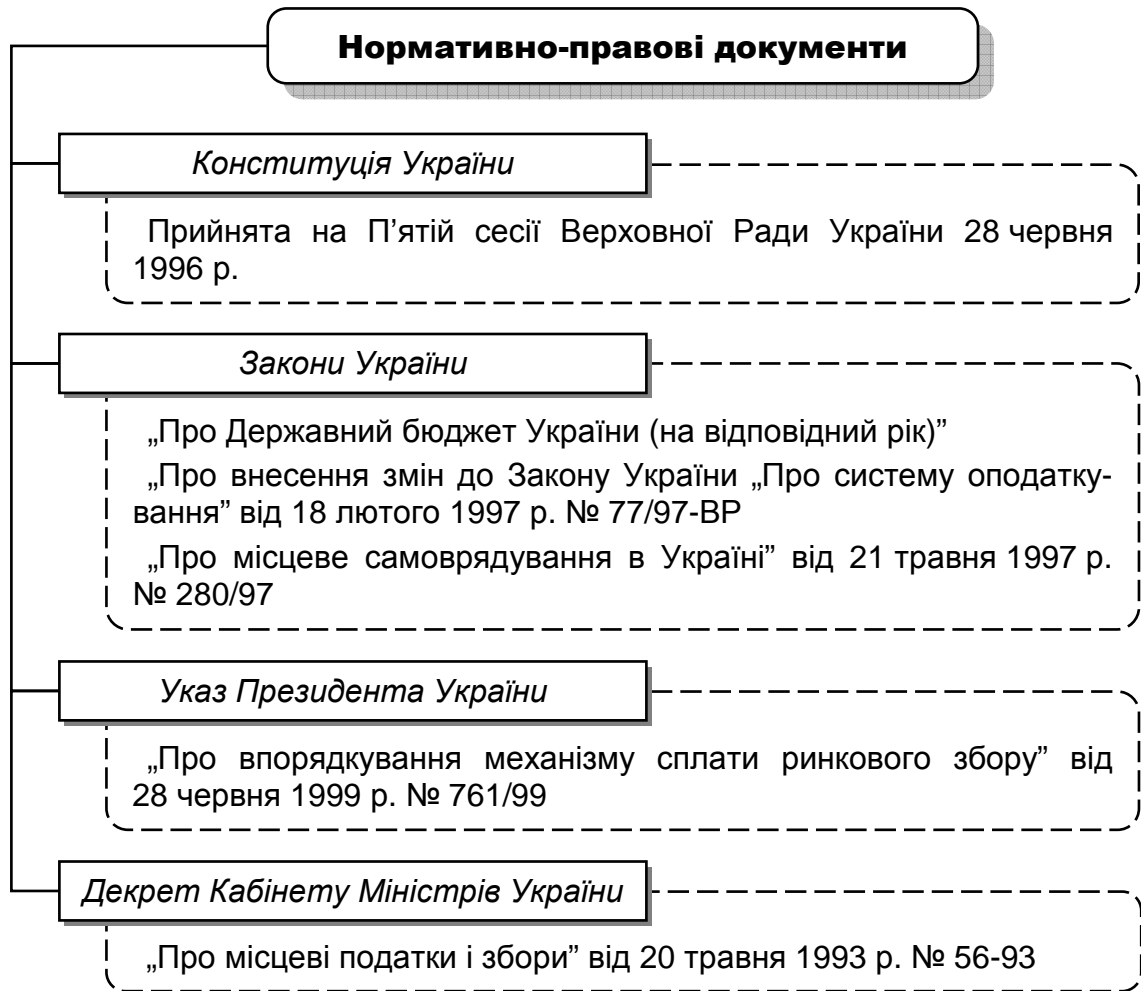 Нормативно-правові документи
Конституція України
Прийнята на П’ятій сесії Верховної Ради України 28 червня
1996 р.
Закони України
„Про Державний бюджет України (на відповідний рік)”
„Про внесення змін до Закону України „Про систему оподатку-
вання” від 18 лютого 1997 р. № 77/97-ВР
„Про місцеве самоврядування в Україні” від 21 травня 1997 р.
№ 280/97
Указ Президента України
„Про впорядкування механізму сплати ринкового збору” від
28 червня 1999 р. № 761/99
Декрет Кабінету Міністрів України
„Про місцеві податки і збори” від 20 травня 1993 р. № 56-93